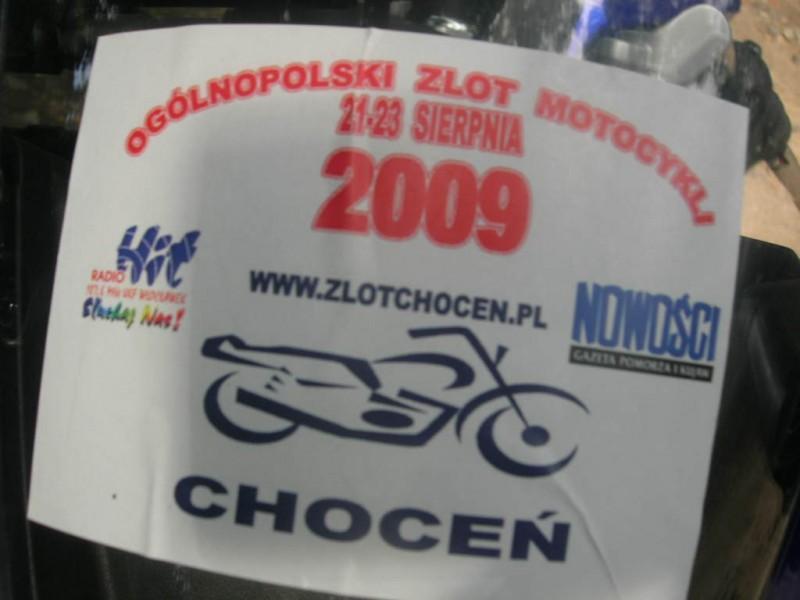 OGÓLNOPOLSKI ZLOT MOTOCYKLI
21-23 SIERPNIA
2009
RADIO Hit
Słuchaj Nas!
WWW.ZLOTCHOCEN.PL
NOWOŚCI
GAZETA POMORZA I KUJAW
CHOCEŃ